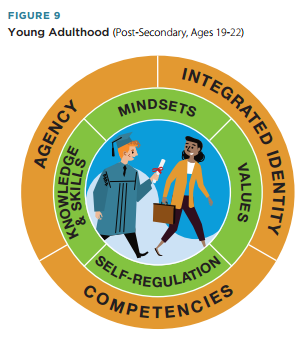 FIGURE 9
Young Adulthood (Post-Secondary, Ages 19-22)
AGENCY
INTEGRATED IDENTITY
COMPETENCIES
MINDSETS
VALUES
SELF-REGULATION
KNOWLEDGE
& SKILLS